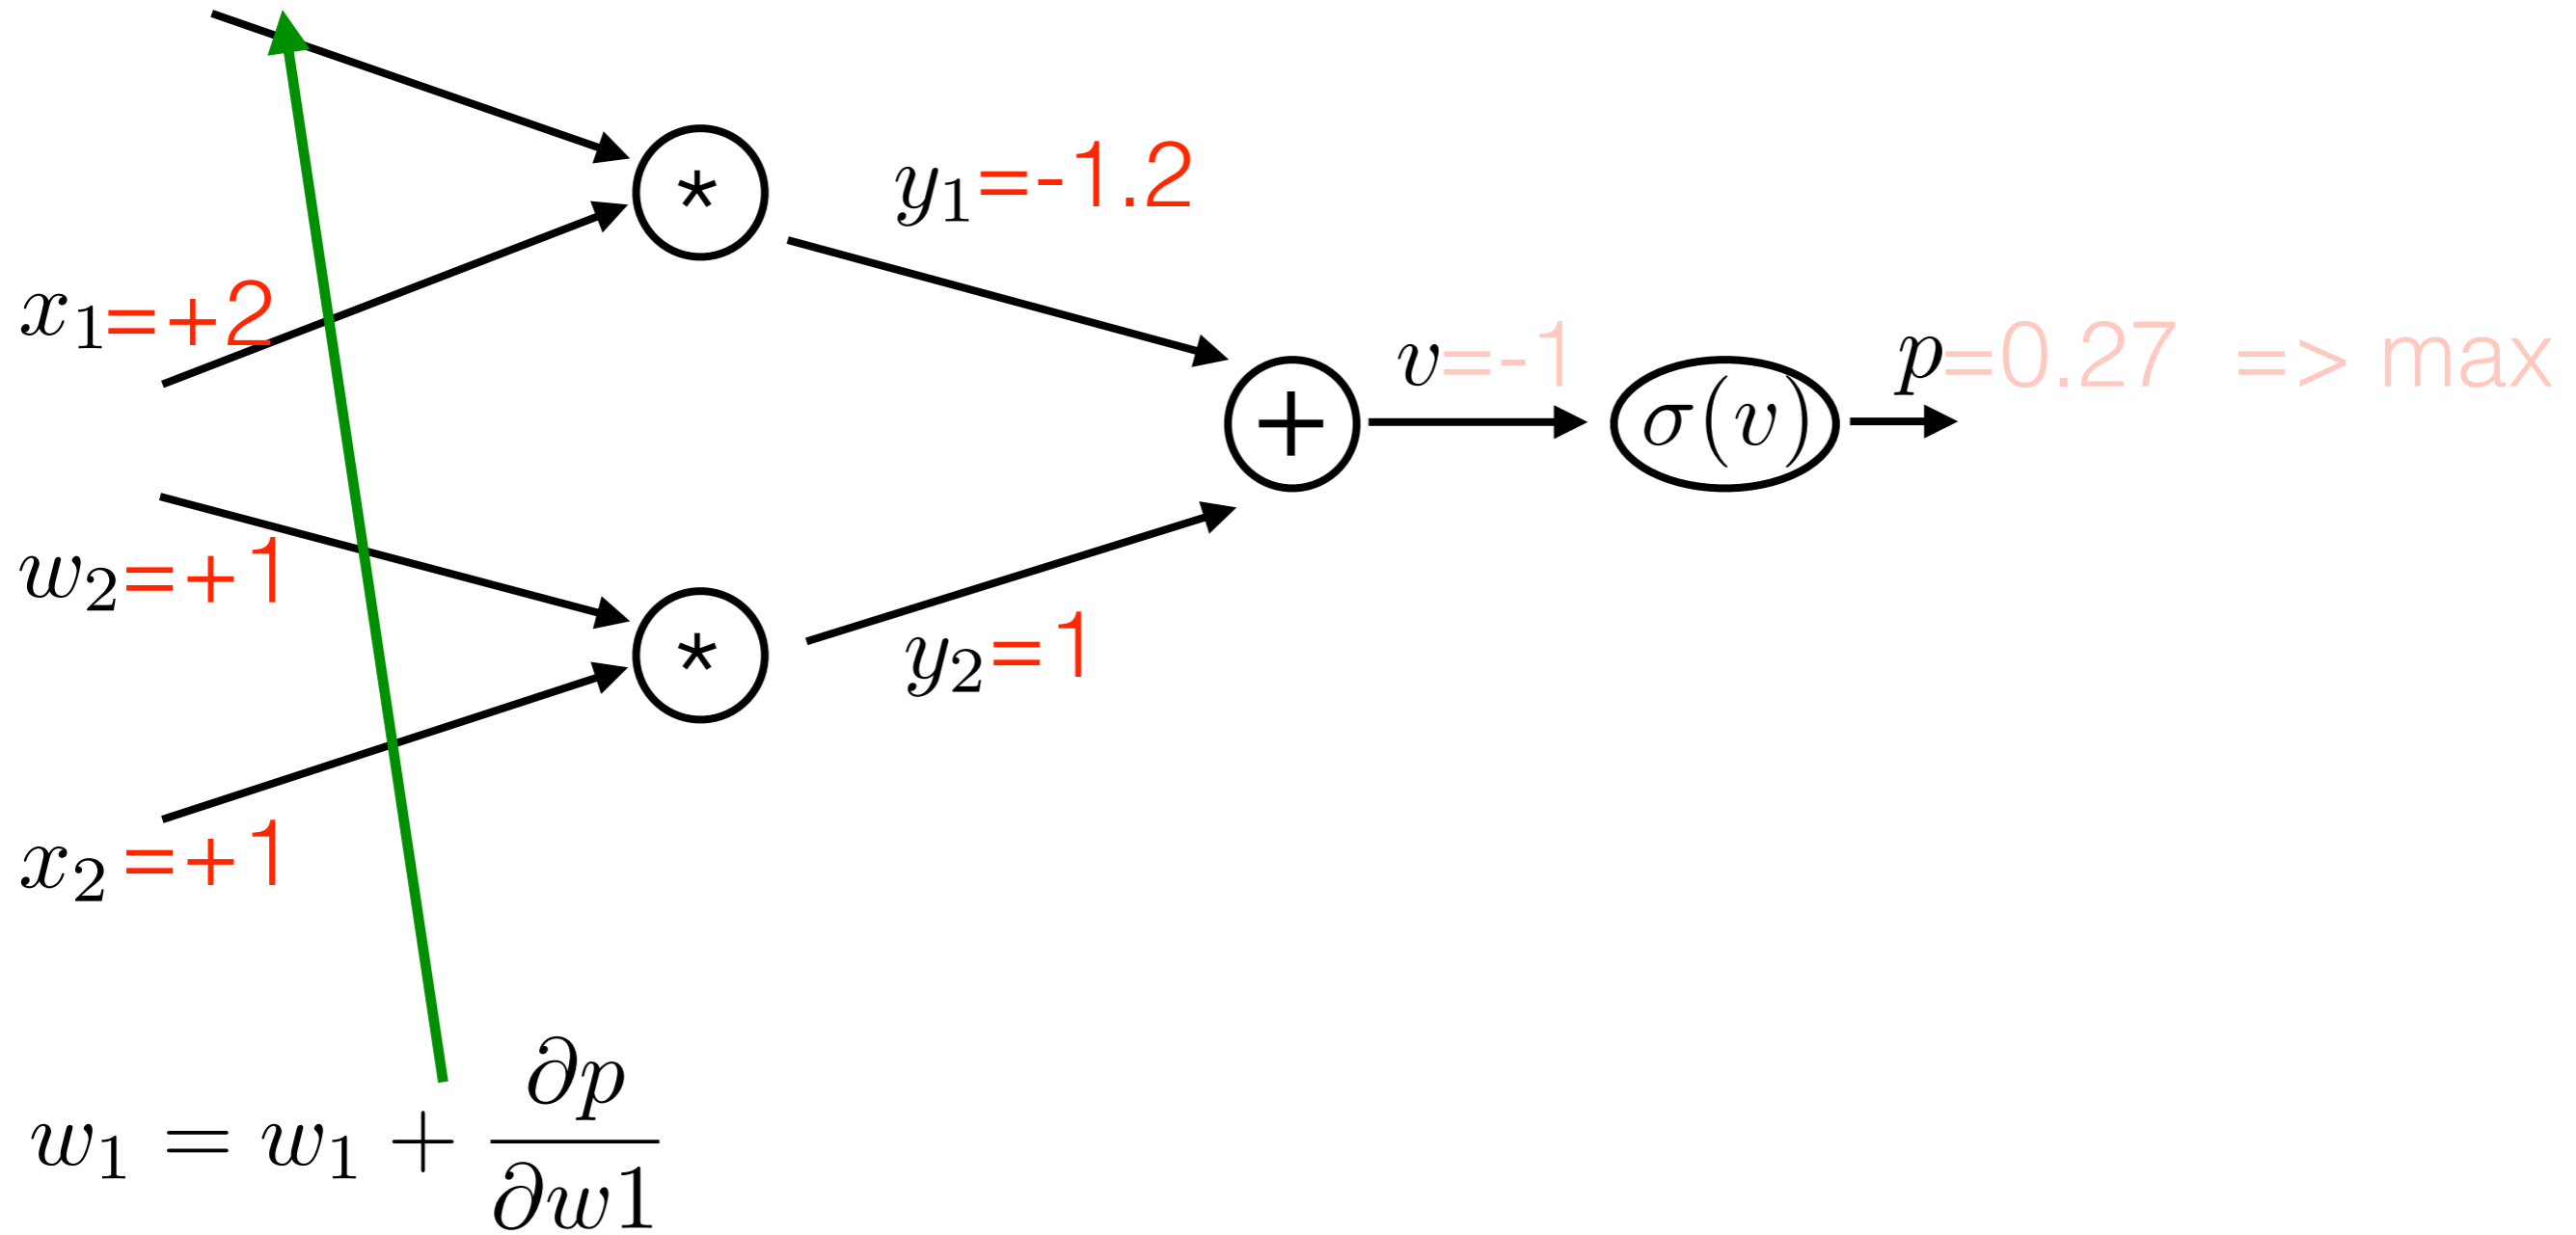 *
y₁=-1.2
x₁=+2
v=-1
p=0.27 => max
+
σ(v)
w₂=+1
*
y₂=1
x₂=+1
w₁ = w₁ + ∂p/∂w1